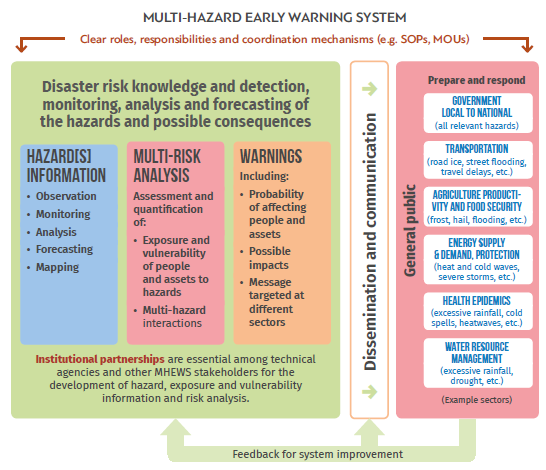 MULTI-HAZARD EARLY WARNING SYSTEM
Clear roles, responsibilities and coordination mechanisms (e.g. SOPs, MOUs)
Disaster risk knowledge and detection,
monitoring, analysis and forecasting of
the hazards and possible consequences
HAZARD(S)
INFORMATION
• Observation
• Monitoring
• Analysis
• Forecasting
• Mapping
MULTI-RISK
ANALYSIS
Assessment and
quantification
of:
• Exposure and
vulnerability
of people
and assets to
hazards
• Multi-hazard
interactions
WARNINGS
Including:
• Probability
of affecting
people and
assets
• Possible
impacts
• Message
targeted at
different
sectors
Institutional partnerships are essential among technical
agencies and other MHEWS stakeholders for the
development of hazard, exposure and vulnerability
information and risk analysis.
Dissemination and communication
General public
Prepare and respond
GOVERNMENT
LOCAL TO NATIONAL
(all relevant hazards)
TRANSPORTATION
(road ice, street flooding,
travel delays, etc.)
AGRICULTURE PRODUCTI-
VITY AND FOOD SECURITY
(frost, hail, flooding, etc.)
ENERGY SUPPLY
& DEMAND, PROTECTION
(heat and cold waves,
severe storms, etc.)
HEALTH EPIDEMICS
(excessive rainfall, cold
spells, heatwaves, etc.)
WATER RESOURCE
MANAGEMENT
(excessive rainfall,
drought, etc.)
(Example sectors)
Feedback for system improvement